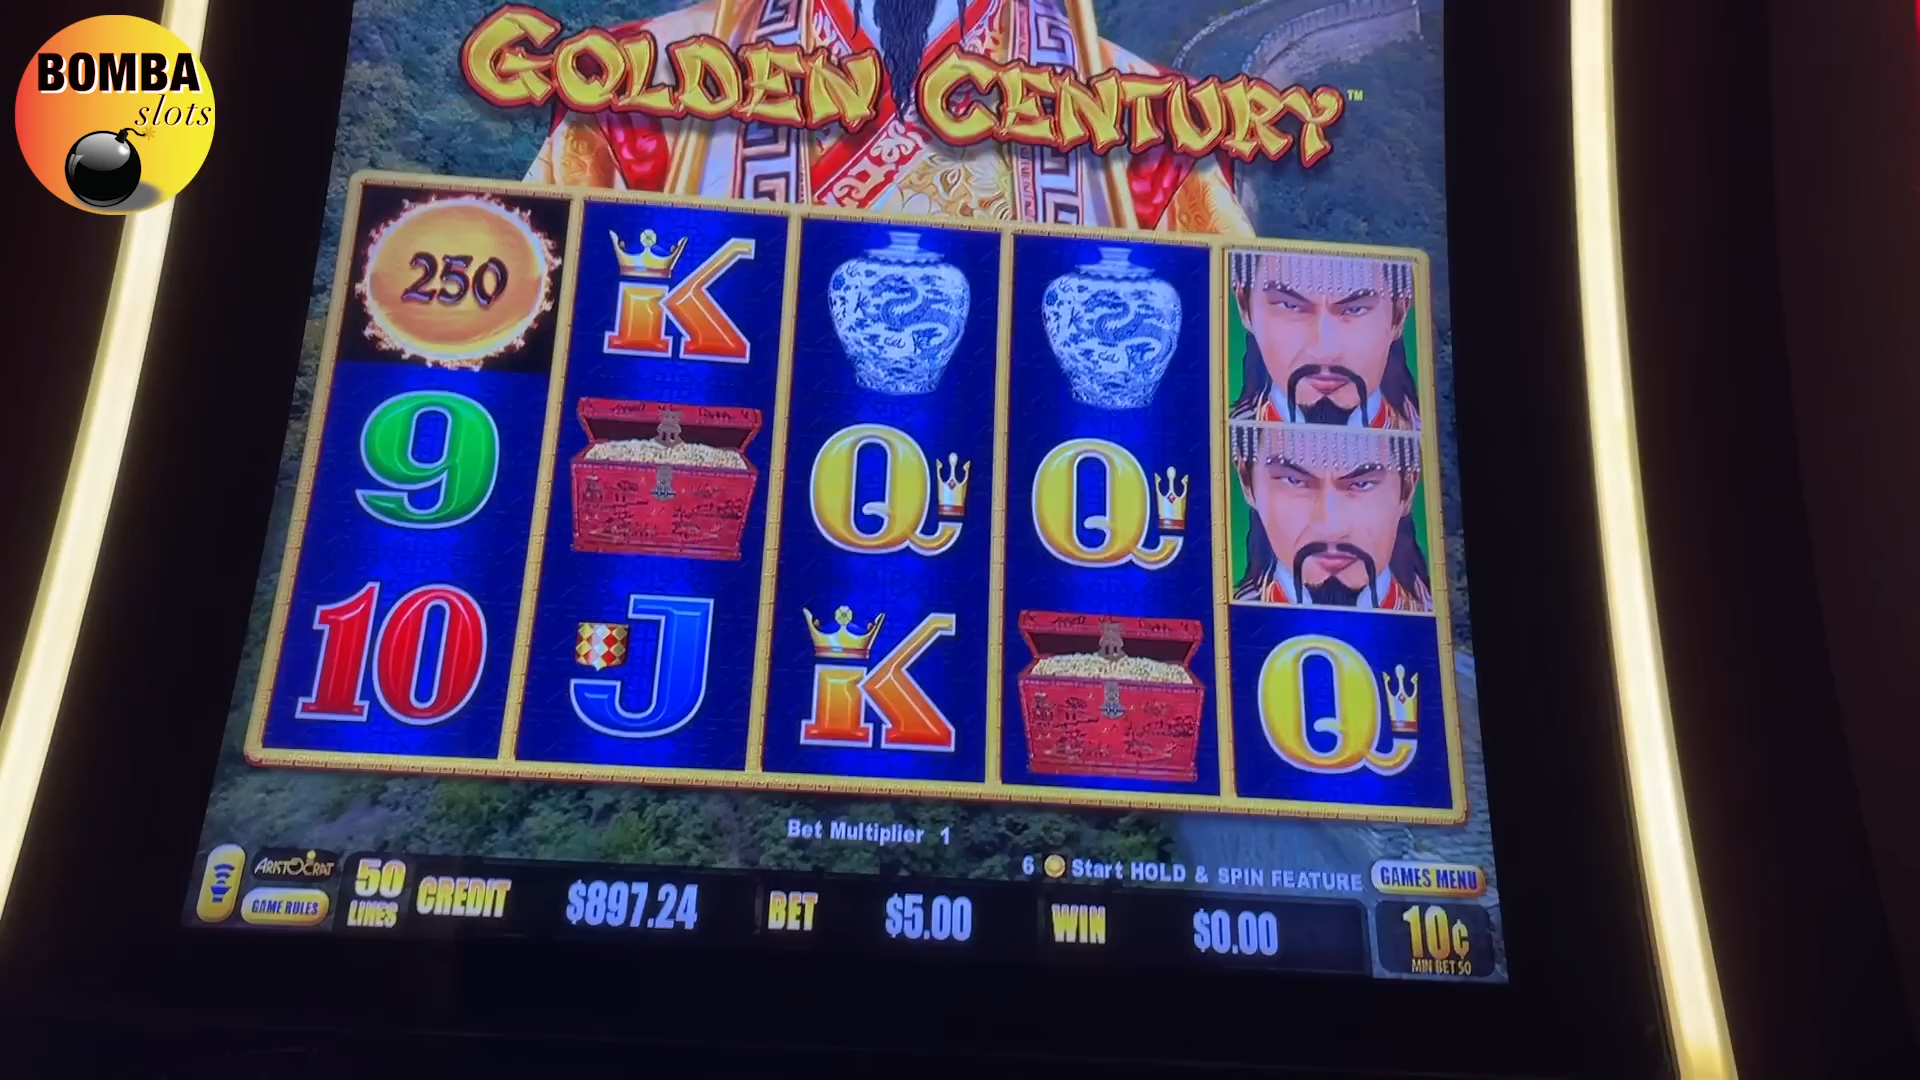 BOMBA
slots
GOLDEN CENTURY™
250
K
9
Q
Q
10
J
K
Q
Bet Multiplier 1
6 Start HOLD & SPIN FEATURE
GAMES MENU
ARISTOCRAT
GAME RULES
50
LINES
CREDIT $897.24 BET $5.00 WIN $0.00
10¢
MIN BET 50